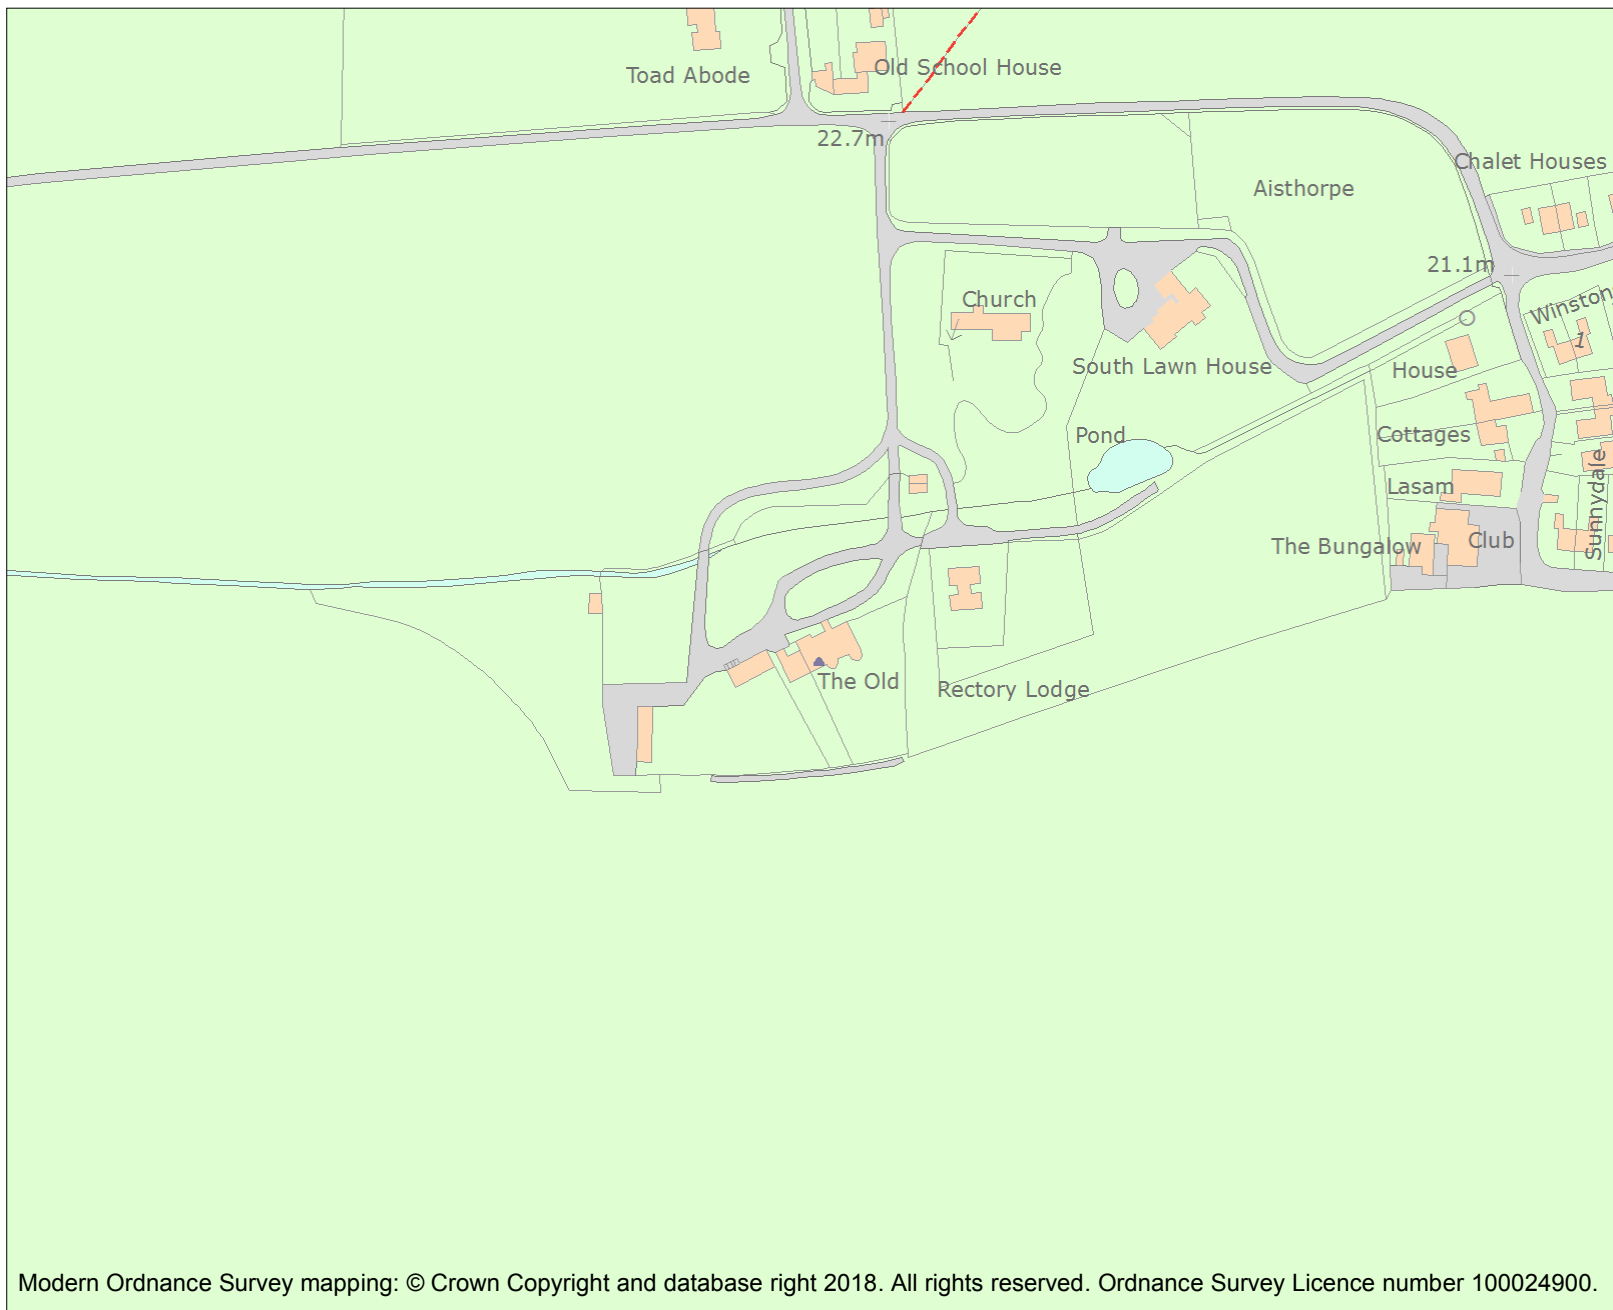 Toad Abode
Old School House
22.7m
Chalet Houses
Aisthorpe
21.1m
Church
Winston
1
South Lawn House
House
Pond
Cottages
Lasam
Sunnydale
The Bungalow
Club
The Old
Rectory Lodge
Modern Ordnance Survey mapping: © Crown Copyright and database right 2018. All rights reserved. Ordnance Survey Licence number 100024900.